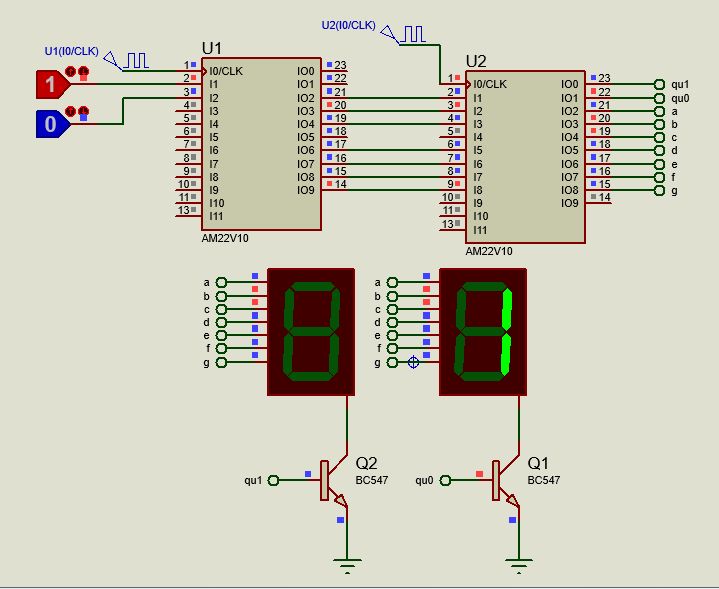 U1(I0/CLK)
U2(I0/CLK)
1
0
U1
1 I0/CLK IO0 23
2 I1 IO1 22
3 I2 IO2 21
4 I3 IO3 20
5 I4 IO4 19
6 I5 IO5 18
7 I6 IO6 17
8 I7 IO7 16
9 I8 IO8 15
10 I9 IO9 14
11 I10
13 I11
AM22V10
U2
1 I0/CLK IO0 23 qu1
2 I1 IO1 22 qu0
3 I2 IO2 21 a
4 I3 IO3 20 b
5 I4 IO4 19 c
6 I5 IO5 18 d
7 I6 IO6 17 e
8 I7 IO7 16 f
9 I8 IO8 15 g
10 I9 IO9 14
11 I10
13 I11
AM22V10
a
b
c
d
e
f
g
a
b
c
d
e
f
g
qu1
Q2
BC547
qu0
Q1
BC547